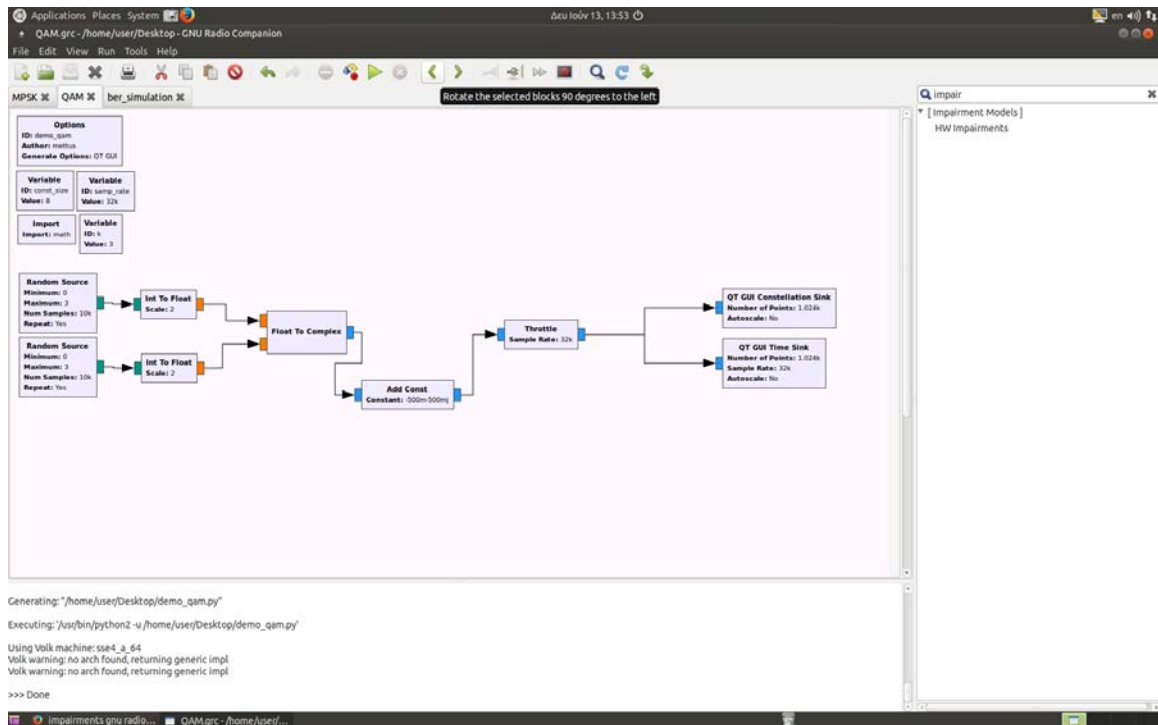 Applications Places System
Δευ Ιούν 13, 13:53
en
QAM.grc - /home/user/Desktop - GNU Radio Companion
File Edit View Run Tools Help
MPSK QAM ber_simulation
Rotate the selected blocks 90 degrees to the left
impair
[ Impairment Models ]
HW Impairments
Options
ID: demo_qam
Author: mettus
Generate Options: QT GUI
Variable
ID: const_size
Value: 8
Variable
ID: samp_rate
Value: 32k
Import
Import: math
Variable
ID: k
Value: 3
Random Source
Minimum: 0
Maximum: 3
Num Samples: 10k
Repeat: Yes
Int To Float
Scale: 2
Random Source
Minimum: 0
Maximum: 3
Num Samples: 10k
Repeat: Yes
Int To Float
Scale: 2
Float To Complex
Add Const
Constant: -500m-500mj
Throttle
Sample Rate: 32k
QT GUI Constellation Sink
Number of Points: 1.024k
Autoscale: No
QT GUI Time Sink
Number of Points: 1.024k
Sample Rate: 32k
Autoscale: No
Generating: "/home/user/Desktop/demo_qam.py"
Executing: '/usr/bin/python2 -u /home/user/Desktop/demo_qam.py'
Using Volk machine: sse4_a_64
Volk warning: no arch found, returning generic impl
Volk warning: no arch found, returning generic impl
>>> Done
impairments gnu radio...
QAM.grc - /home/user/...